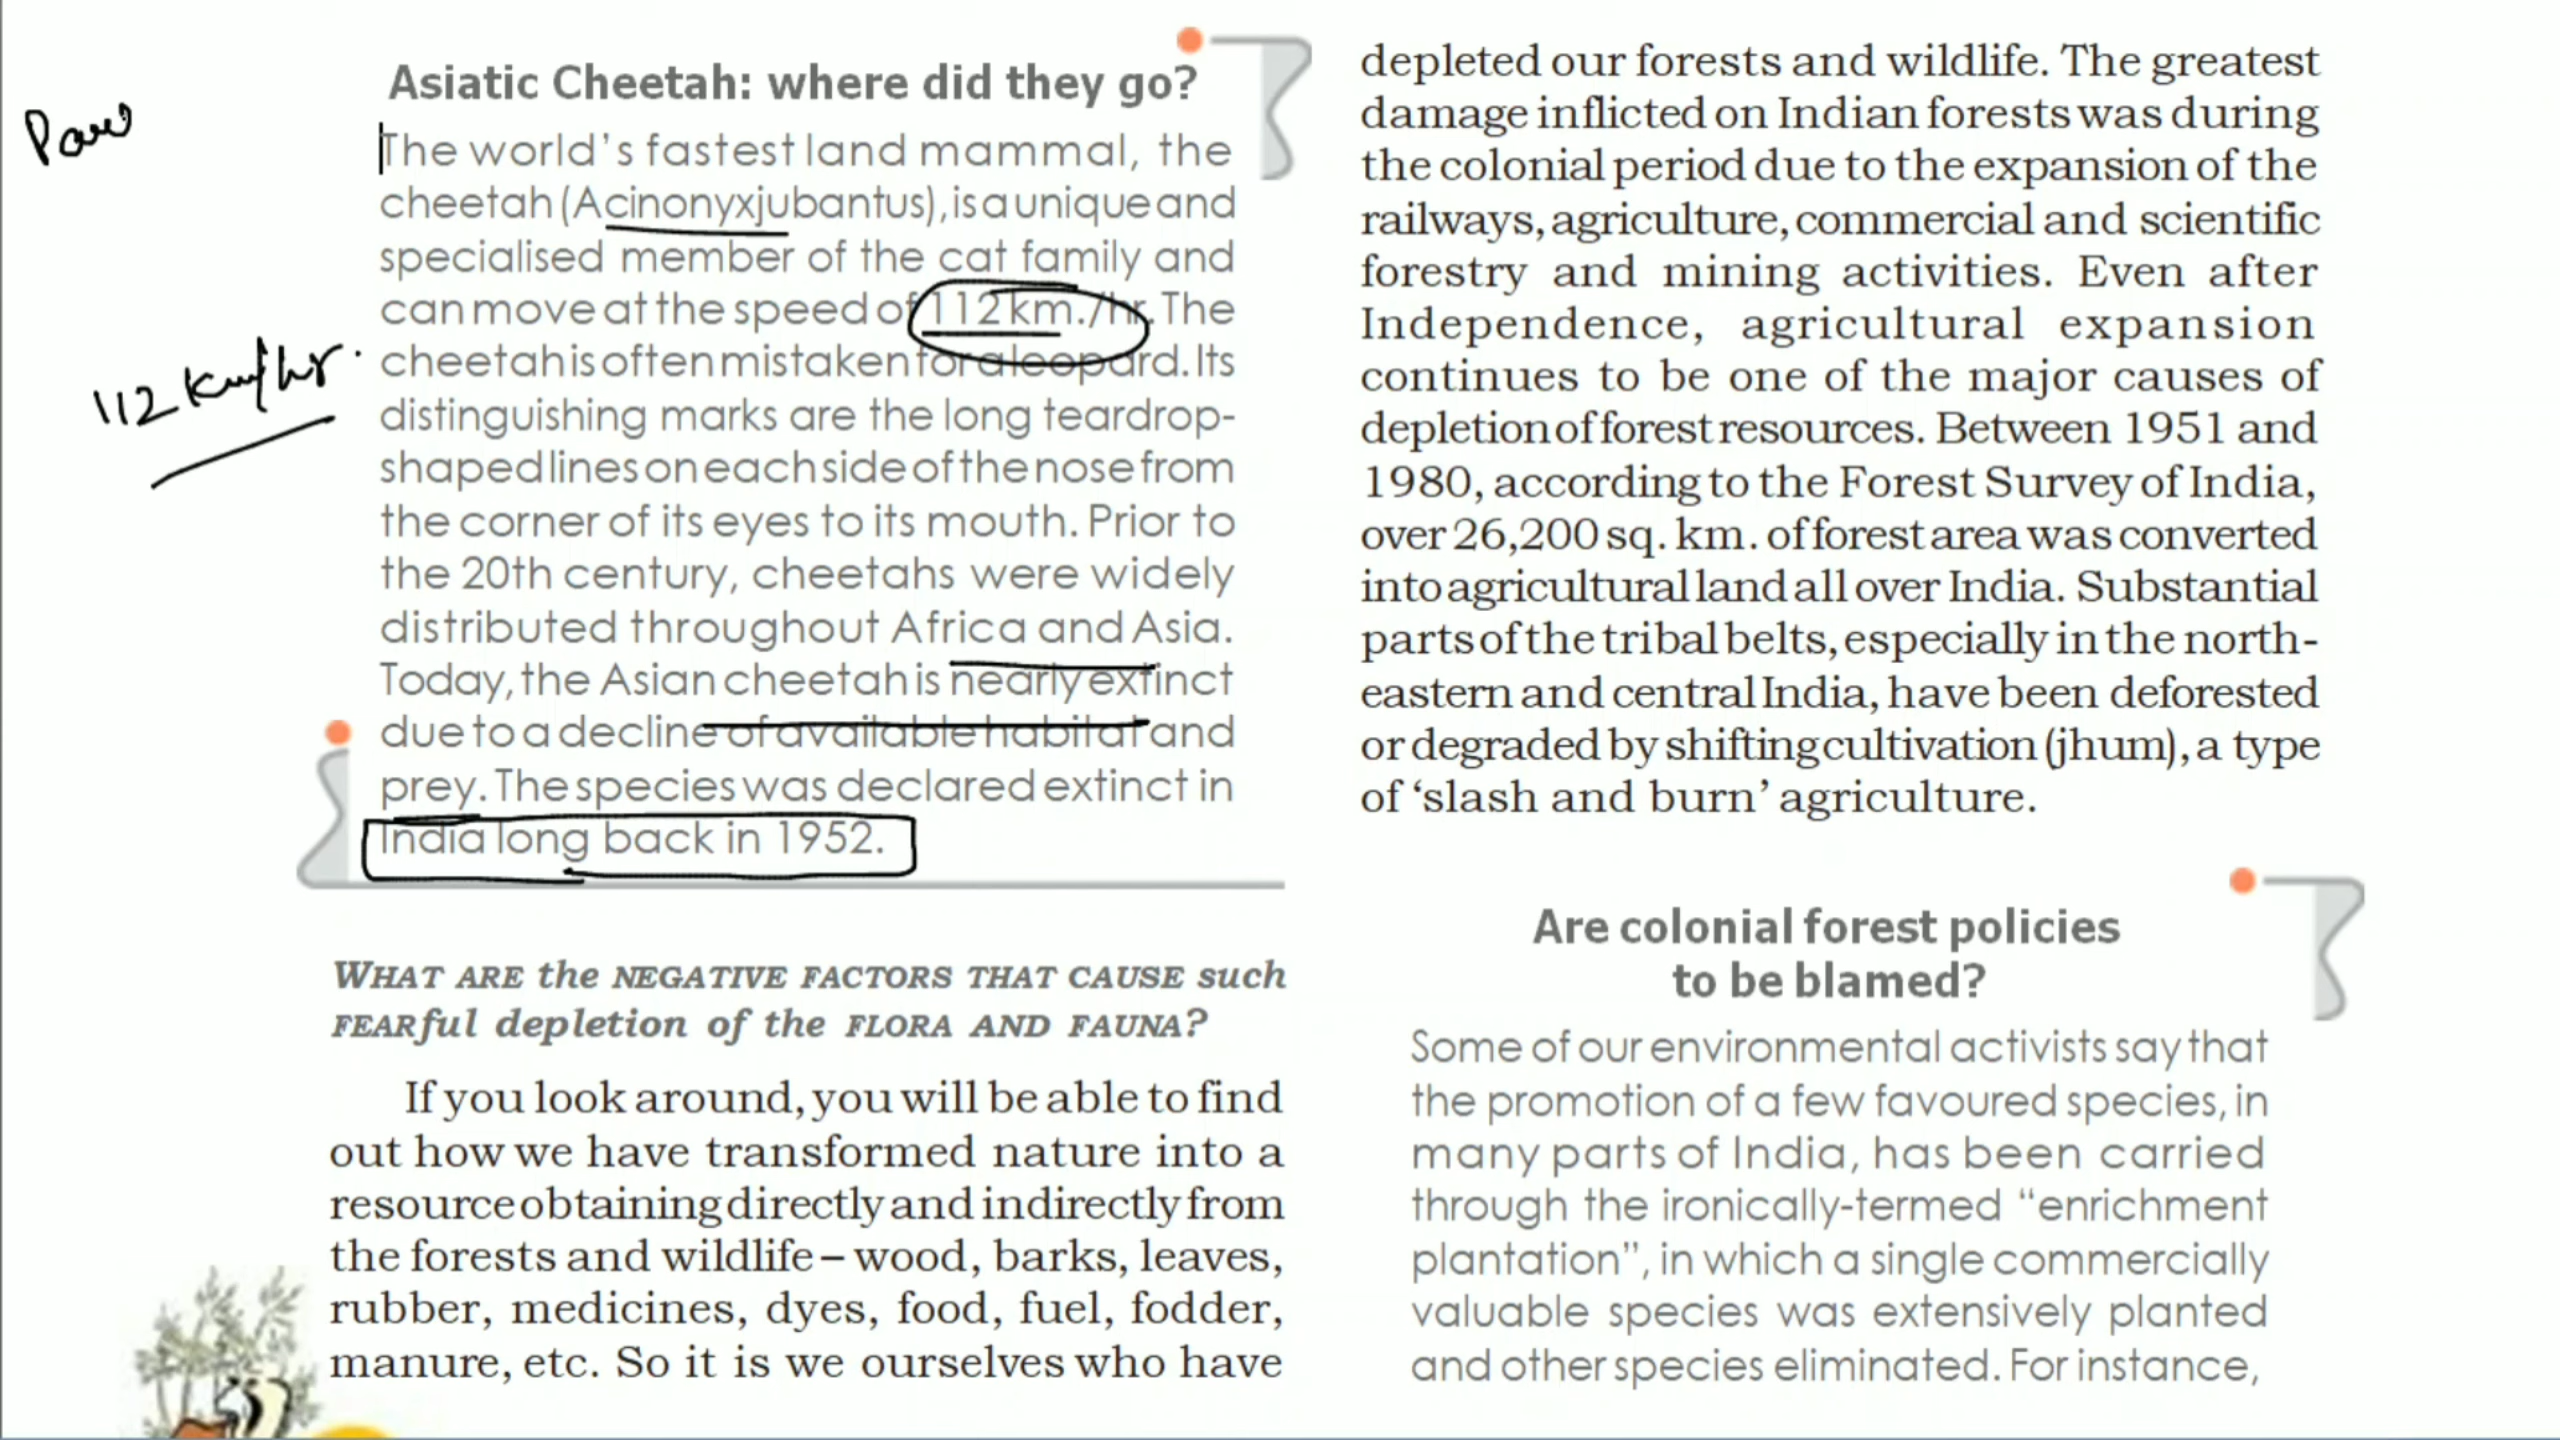 Asiatic Cheetah: where did they go?
The world's fastest land mammal, the
cheetah (Acinonyxjubantus), is a unique and
specialised member of the cat family and
can move at the speed of 112 km./hr. The
cheetah is often mistaken for a leopard. Its
distinguishing marks are the long teardrop-
shaped lines on each side of the nose from
the corner of its eyes to its mouth. Prior to
the 20th century, cheetahs were widely
distributed throughout Africa and Asia.
Today, the Asian cheetah is nearly extinct
due to a decline of available habitat and
prey. The species was declared extinct in
India long back in 1952.
112 Km/hr.
WHAT ARE the NEGATIVE FACTORS THAT CAUSE such
FEARful depletion of the FLORA AND FAUNA?
If you look around, you will be able to find
out how we have transformed nature into a
resource obtaining directly and indirectly from
the forests and wildlife – wood, barks, leaves,
rubber, medicines, dyes, food, fuel, fodder,
manure, etc. So it is we ourselves who have
depleted our forests and wildlife. The greatest
damage inflicted on Indian forests was during
the colonial period due to the expansion of the
railways, agriculture, commercial and scientific
forestry and mining activities. Even after
Independence, agricultural expansion
continues to be one of the major causes of
depletion of forest resources. Between 1951 and
1980, according to the Forest Survey of India,
over 26,200 sq. km. of forest area was converted
into agricultural land all over India. Substantial
parts of the tribal belts, especially in the north-
eastern and central India, have been deforested
or degraded by shifting cultivation (jhum), a type
of 'slash and burn' agriculture.
Are colonial forest policies
to be blamed?
Some of our environmental activists say that
the promotion of a few favoured species, in
many parts of India, has been carried
through the ironically-termed “enrichment
plantation”, in which a single commercially
valuable species was extensively planted
and other species eliminated. For instance,